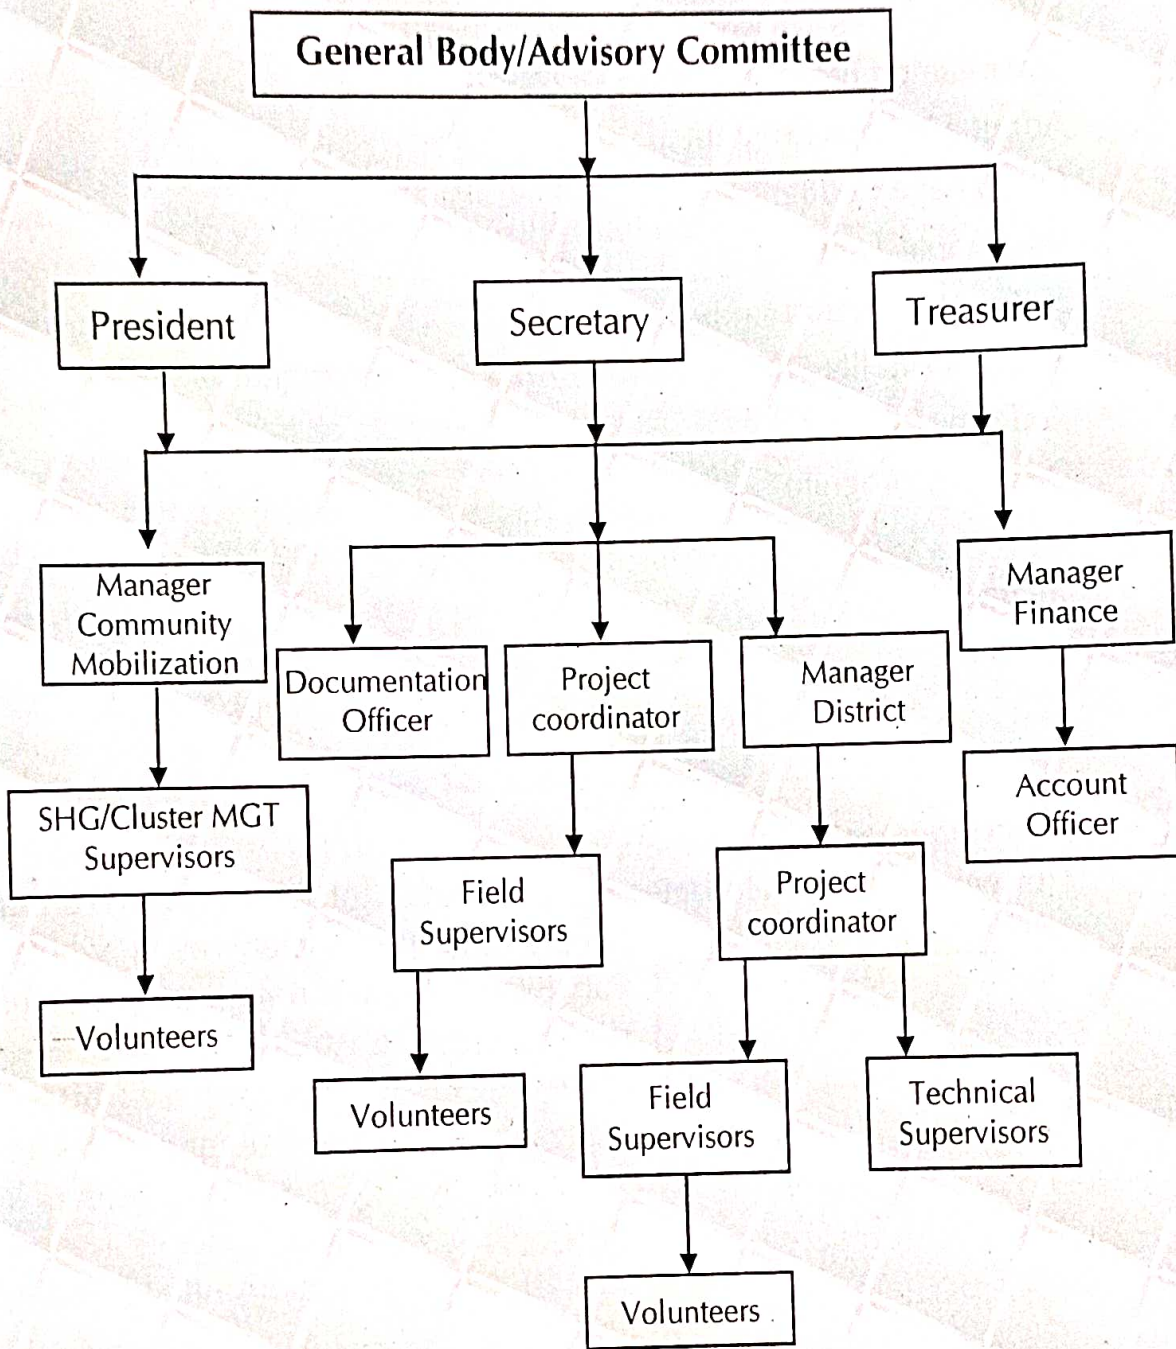 General Body/Advisory Committee
President
Secretary
Treasurer
Manager
Community
Mobilization
Documentation
Officer
Project
coordinator
Manager
District
Manager
Finance
SHG/Cluster MGT
Supervisors
Field
Supervisors
Project
coordinator
Account
Officer
Volunteers
Volunteers
Field
Supervisors
Technical
Supervisors
Volunteers